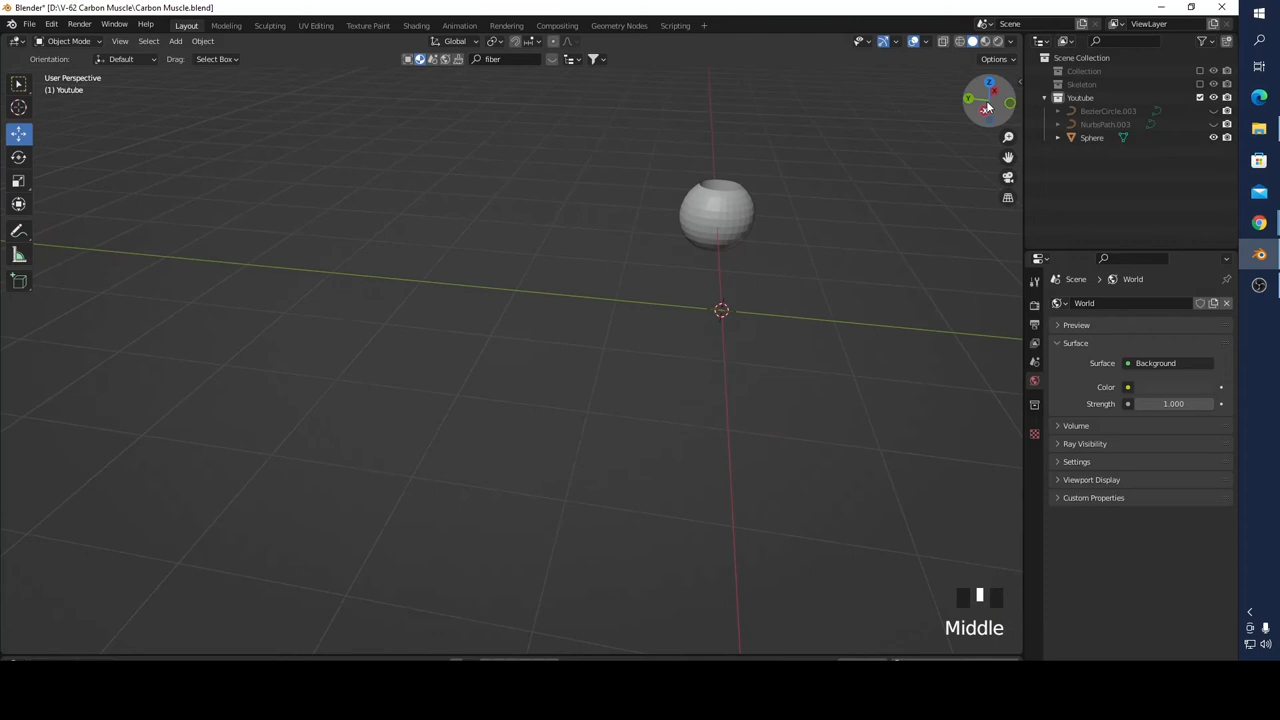 Blender* [D:\V-62 Carbon Muscle\Carbon Muscle.blend]
File Edit Render Window Help Layout Modeling Sculpting UV Editing Texture Paint Shading Animation Rendering Compositing Geometry Nodes Scripting + Scene ViewLayer
Object Mode View Select Add Object Global
Orientation: Default Drag: Select Box fiber Options
User Perspective
(1) Youtube
Z
Y
X
Scene Collection
Collection
Skeleton
Youtube
BezierCircle.003
NurbsPath.003
Sphere
Scene > World
World
Preview
Surface
Surface Background
Color
Strength 1.000
Volume
Ray Visibility
Settings
Viewport Display
Custom Properties
Middle